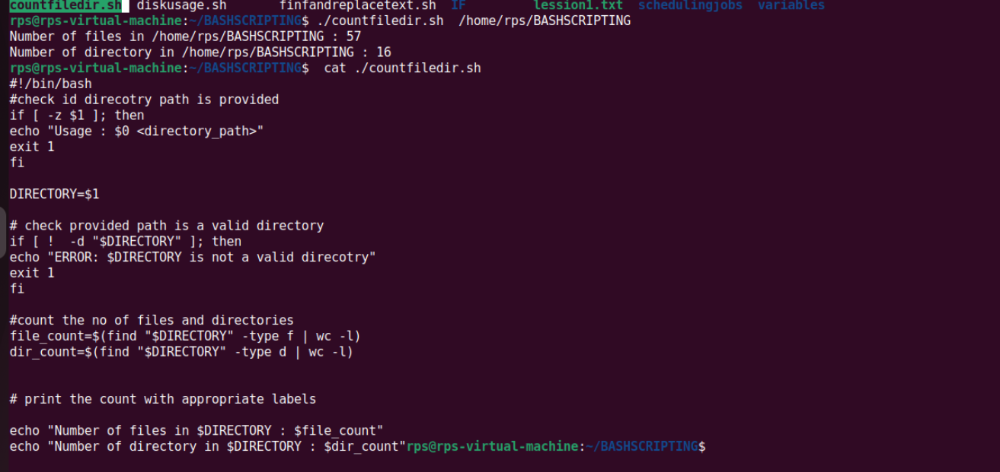 countfiledir.sh diskusage.sh finfandreplacetext.sh IF lession1.txt schedulingjobs variables
rps@rps-virtual-machine:~/BASHSCRIPTING$ ./countfiledir.sh /home/rps/BASHSCRIPTING
Number of files in /home/rps/BASHSCRIPTING : 57
Number of directory in /home/rps/BASHSCRIPTING : 16
rps@rps-virtual-machine:~/BASHSCRIPTING$ cat ./countfiledir.sh
#!/bin/bash
#check id direcotry path is provided
if [ -z $1 ]; then
echo "Usage : $0 <directory_path>"
exit 1
fi
DIRECTORY=$1
# check provided path is a valid directory
if [ !  -d "$DIRECTORY" ]; then
echo "ERROR: $DIRECTORY is not a valid direcotry"
exit 1
fi
#count the no of files and directories
file_count=$(find "$DIRECTORY" -type f | wc -l)
dir_count=$(find "$DIRECTORY" -type d | wc -l)
# print the count with appropriate labels
echo "Number of files in $DIRECTORY : $file_count"
echo "Number of directory in $DIRECTORY : $dir_count"rps@rps-virtual-machine:~/BASHSCRIPTING$